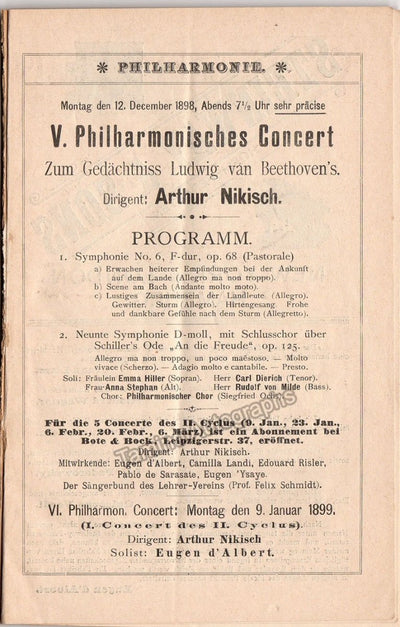 * PHILHARMONIE. *
Montag den 12. December 1898, Abends 7½ Uhr sehr präcise
V. Philharmonisches Concert
Zum Gedächtniss Ludwig van Beethoven's.
Dirigent: Arthur Nikisch.
PROGRAMM.
1. Symphonie No. 6, F-dur, op. 68 (Pastorale)
a) Erwachen heiterer Empfindungen bei der Ankunft
auf dem Lande (Allegro ma non troppo).
b) Scene am Bach (Andante molto moto).
c) Lustiges Zusammensein der Landleute (Allegro).
Gewitter. Sturm (Allegro). Hirtengesang. Frohe
und dankbare Gefühle nach dem Sturm (Allegretto).
2. Neunte Symphonie D-moll, mit Schlusschor über
Schiller's Ode „An die Freude", op. 125.
Allegro ma non troppo, un poco maëstoso. — Molto
vivace (Scherzo). — Adagio molto e cantabile. — Presto.
Soli: Fräulein Emma Hiller (Sopran). Herr Carl Dierich (Tenor).
Frau Anna Stephan (Alt). Herr Rudolf von Milde (Bass).
Chor: Philharmonischer Chor (Siegfried Ochs).
Für die 5 Concerte des II. Cyclus (9. Jan., 23. Jan.,
6. Febr., 20. Febr., 6. März) ist ein Abonnement bei
Bote & Bock, Leipzigerstr. 37, eröffnet.
Dirigent: Arthur Nikisch.
Mitwirkende: Eugen d'Albert, Camilla Landi, Edouard Risler,
Pablo de Sarasate, Eugen Ysaye.
Der Sängerbund des Lehrer-Vereins (Prof. Felix Schmidt).
VI. Philharmon. Concert: Montag den 9. Januar 1899.
(I. Concert des II. Cyclus).
Dirigent: Arthur Nikisch
Solist: Eugen d'Albert.
Tamino Autographs